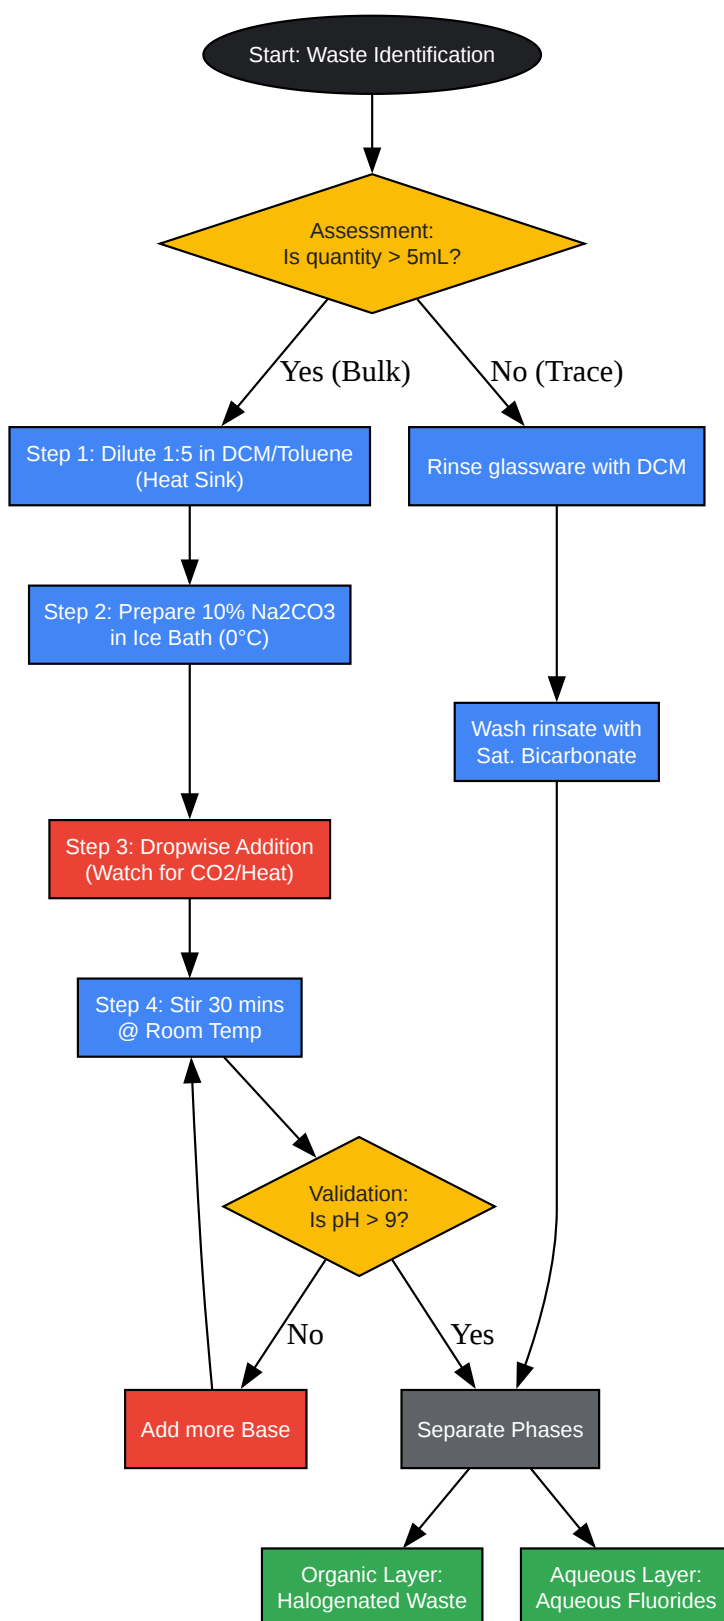 Start: Waste Identification
Assessment:
Is quantity > 5mL?
Yes (Bulk)
No (Trace)
Step 1: Dilute 1:5 in DCM/Toluene
(Heat Sink)
Rinse glassware with DCM
Step 2: Prepare 10% Na2CO3
in Ice Bath (0°C)
Wash rinsate with
Sat. Bicarbonate
Step 3: Dropwise Addition
(Watch for CO2/Heat)
Step 4: Stir 30 mins
@ Room Temp
Validation:
Is pH > 9?
No
Yes
Add more Base
Separate Phases
Organic Layer:
Halogenated Waste
Aqueous Layer:
Aqueous Fluorides